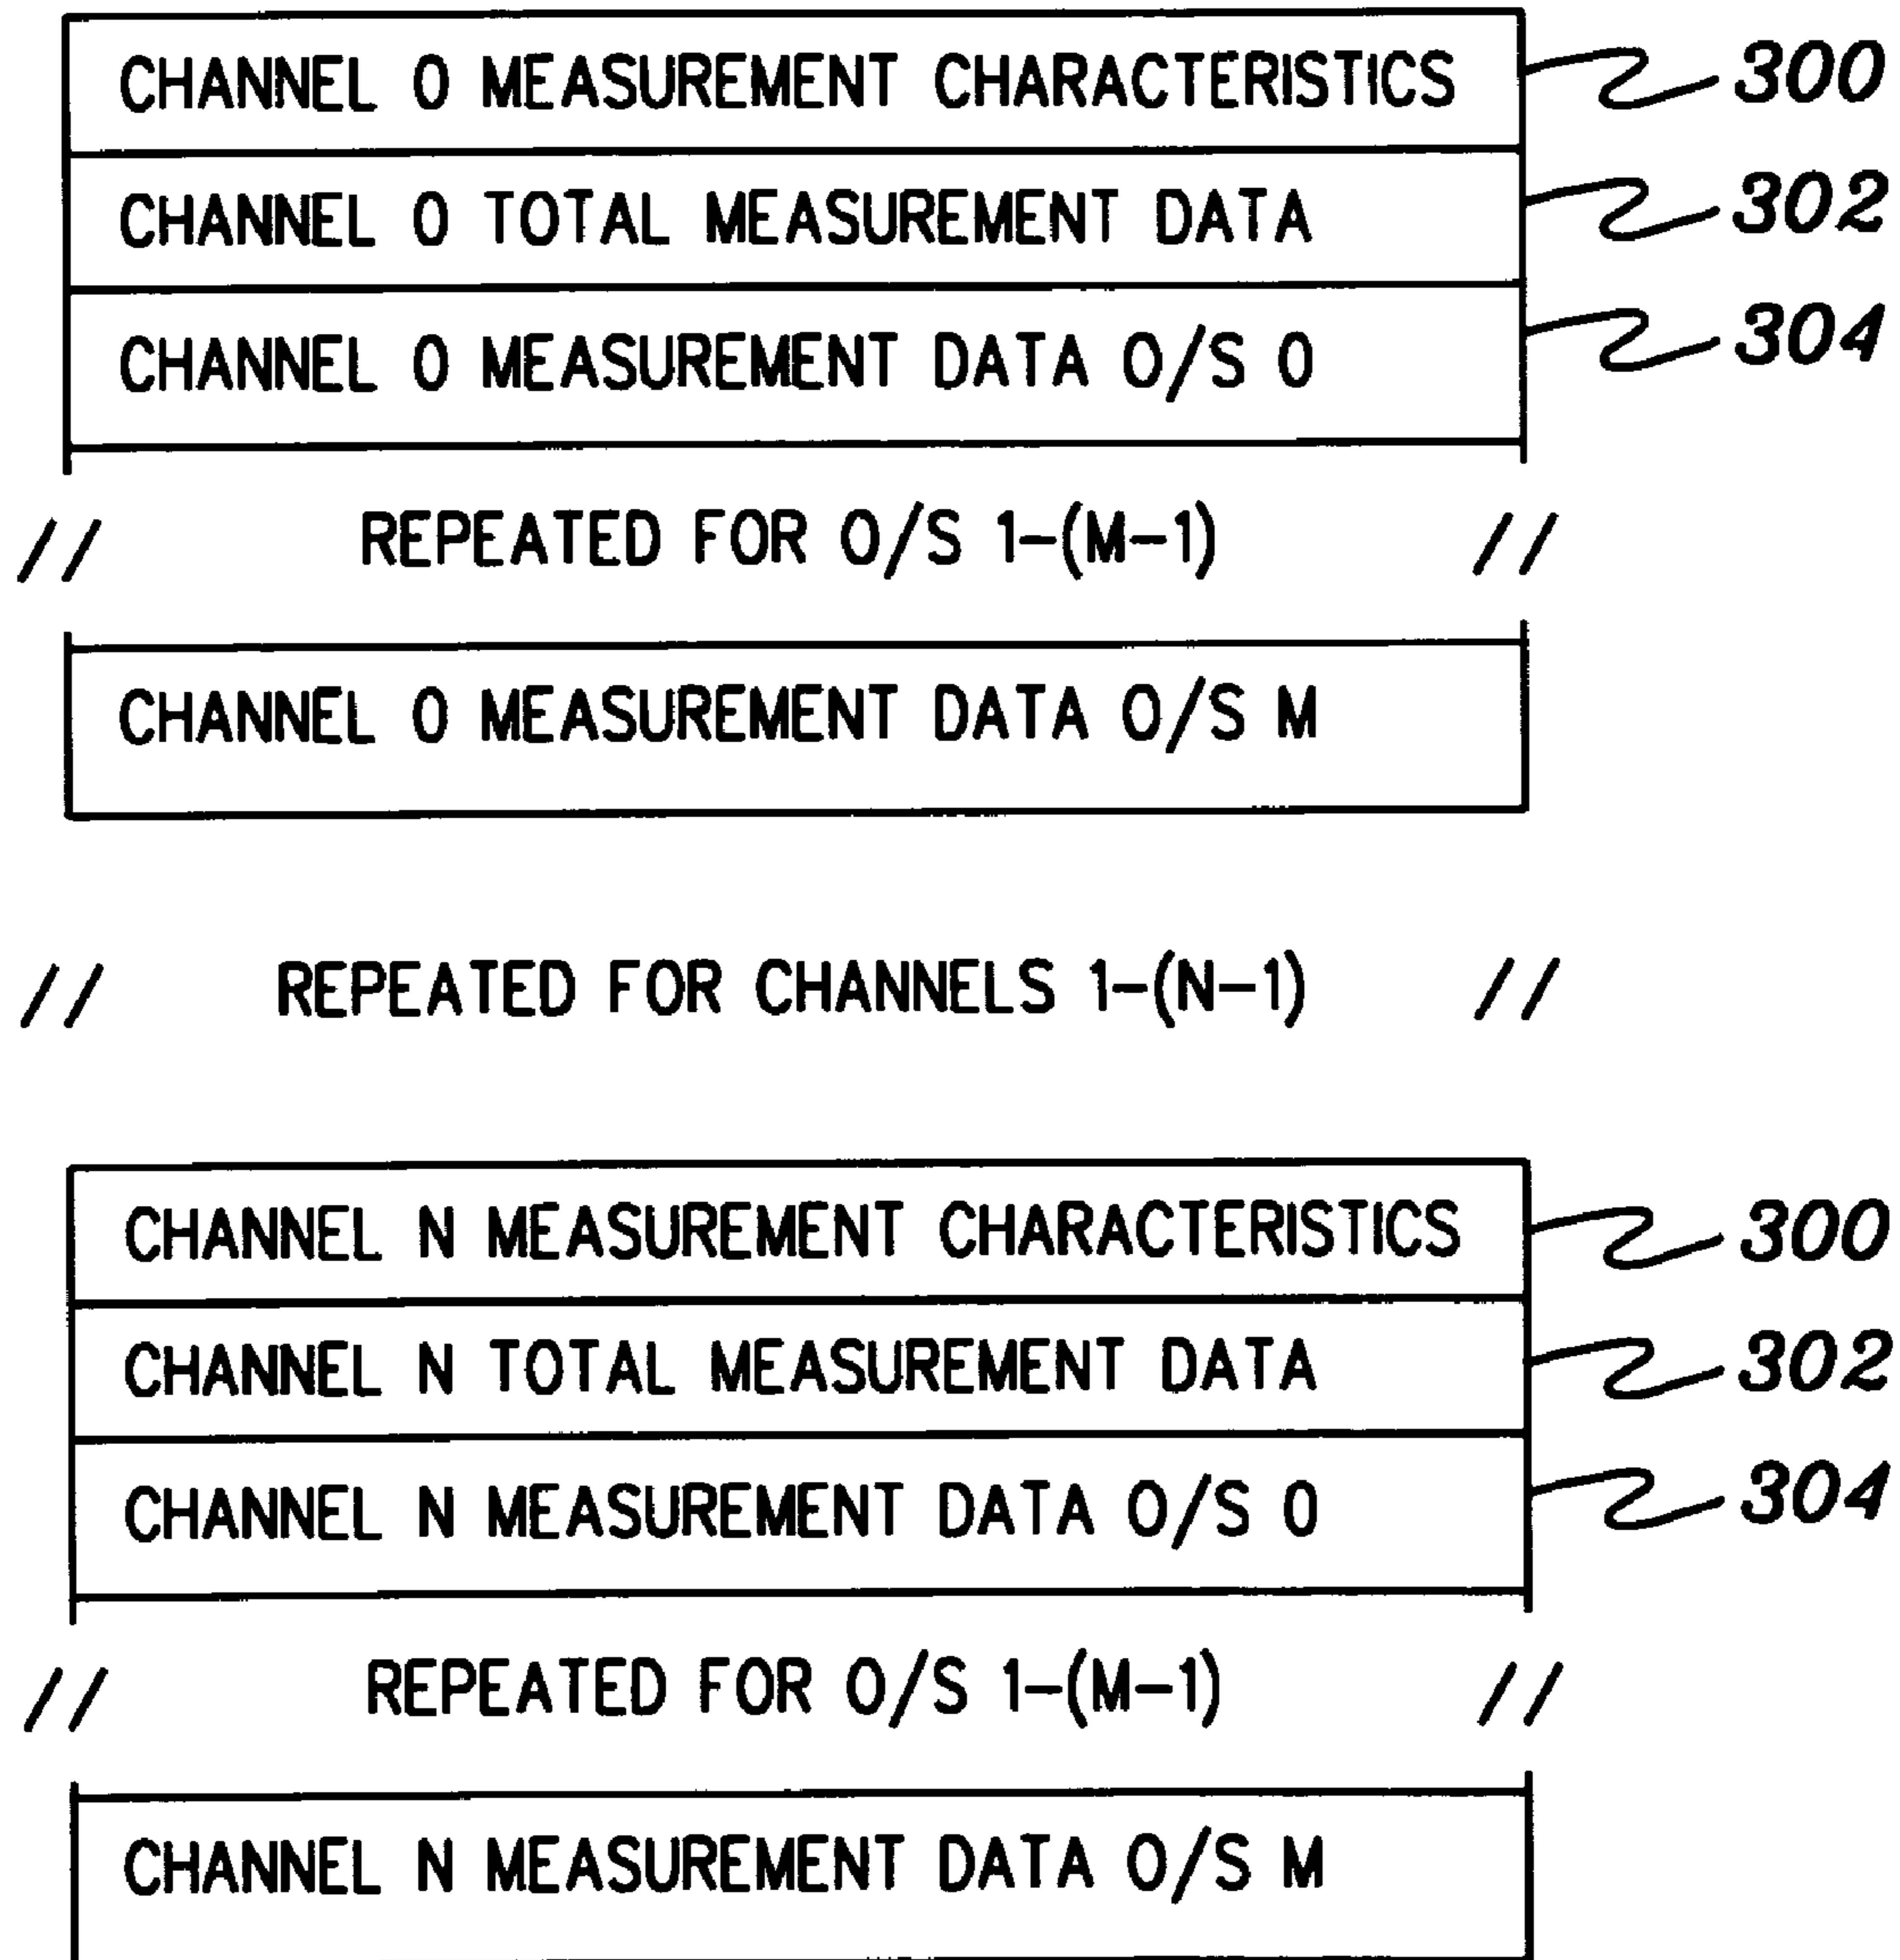 CHANNEL 0 MEASUREMENT CHARACTERISTICS 300
CHANNEL 0 TOTAL MEASUREMENT DATA 302
CHANNEL 0 MEASUREMENT DATA O/S 0 304
// REPEATED FOR O/S 1-(M-1) //
CHANNEL 0 MEASUREMENT DATA O/S M
// REPEATED FOR CHANNELS 1-(N-1) //
CHANNEL N MEASUREMENT CHARACTERISTICS 300
CHANNEL N TOTAL MEASUREMENT DATA 302
CHANNEL N MEASUREMENT DATA O/S 0 304
// REPEATED FOR O/S 1-(M-1) //
CHANNEL N MEASUREMENT DATA O/S M